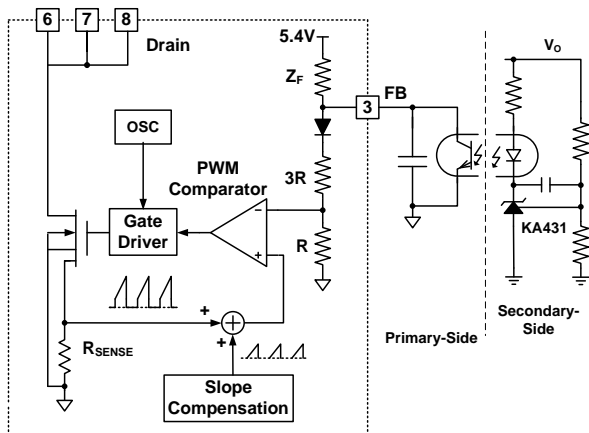 6 7 8
Drain
5.4V
Z_F
3
FB
V_O
OSC
PWM
Comparator
3R
−
Gate
Driver
R
+
KA431
+
R_SENSE
+
Slope
Compensation
Primary-Side
Secondary-
Side